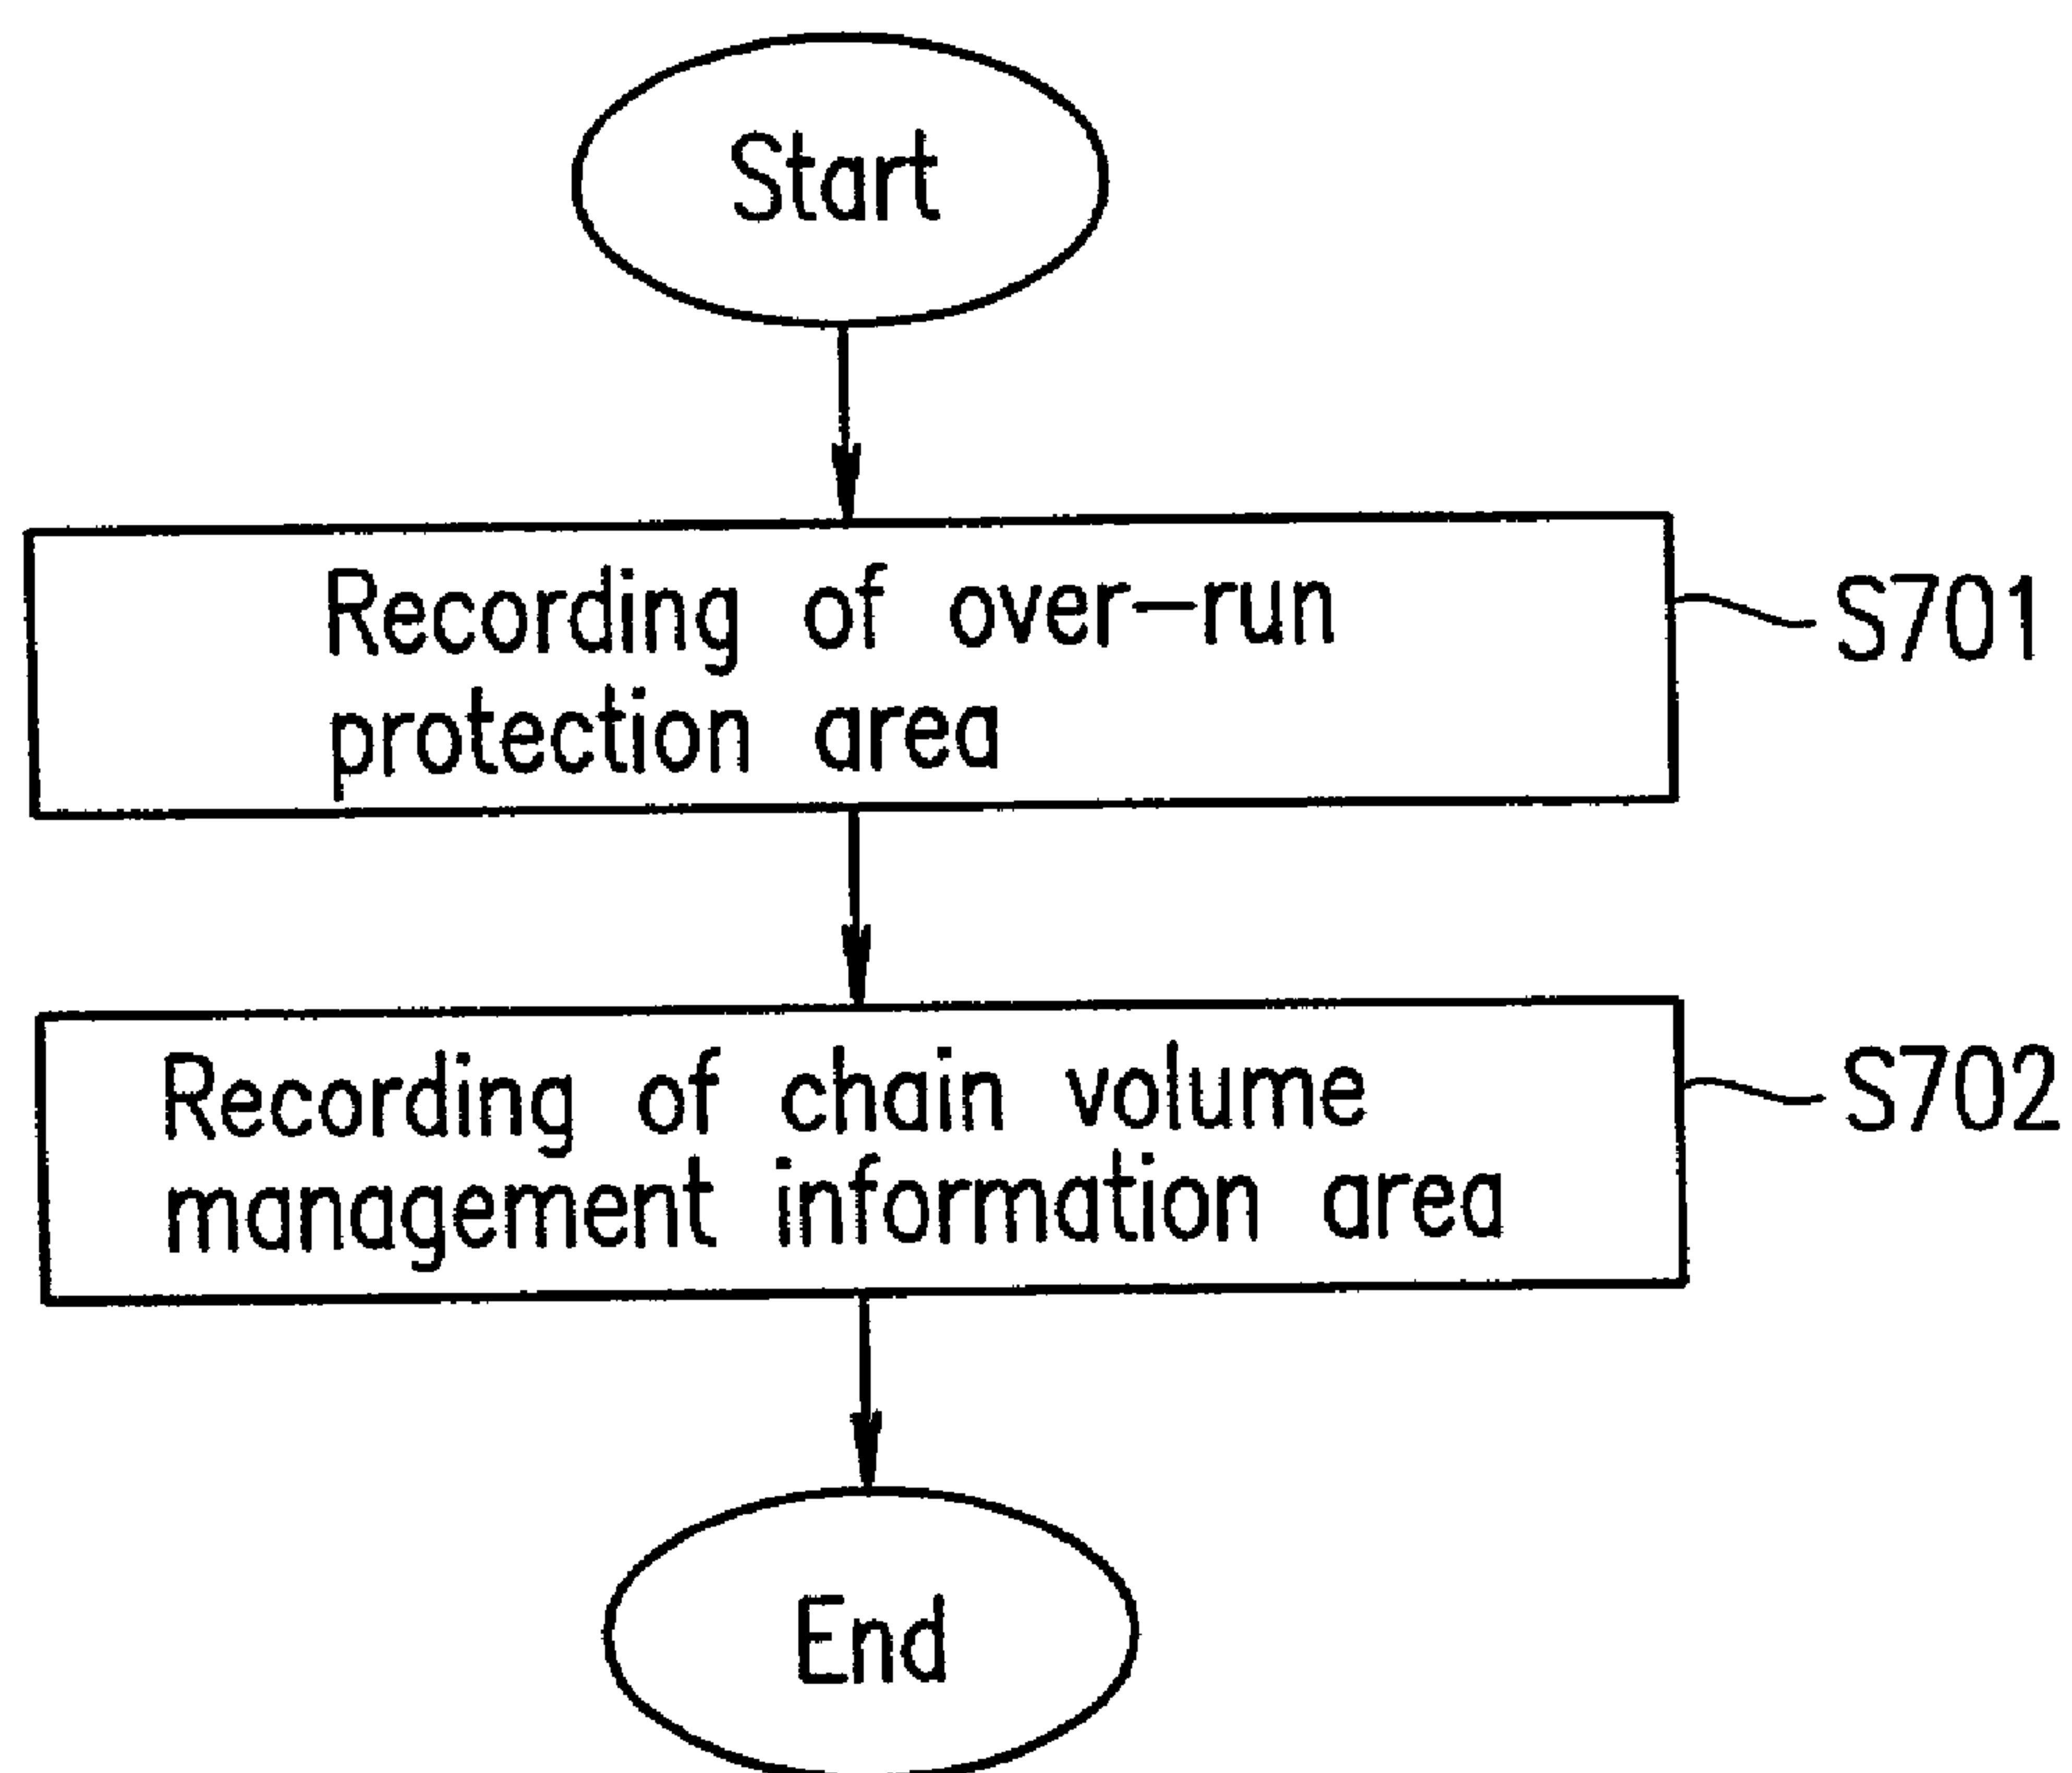 Start
Recording of over-run
protection area
S701
Recording of chain volume
management information area
S702
End